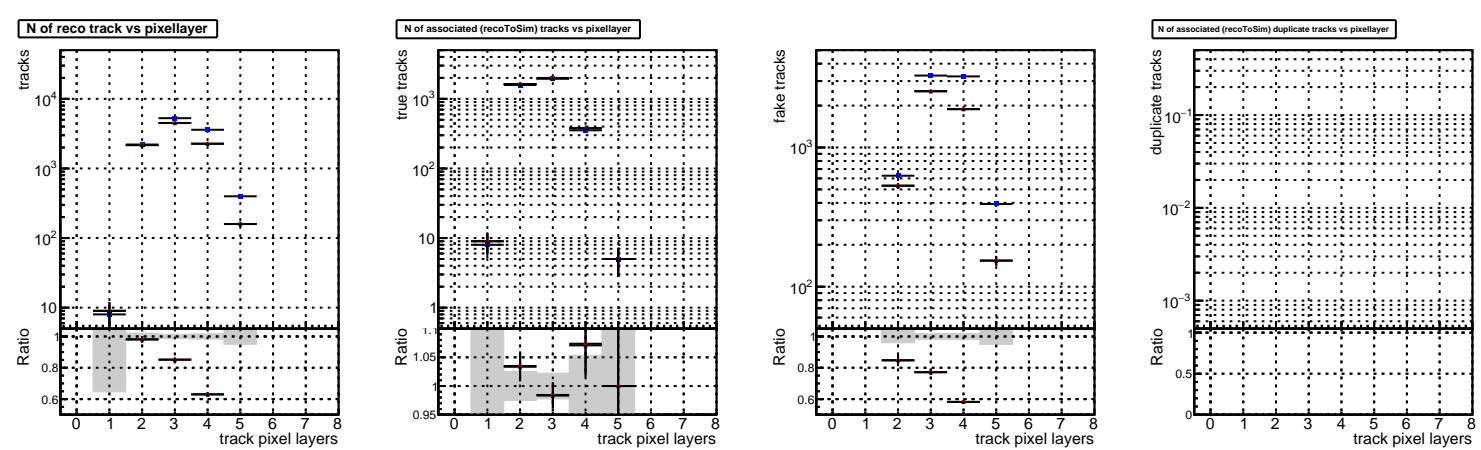 N of reco track vs pixellayer
tracks
10^4
10^3
10^2
10
Ratio
1
0.8
0.6
0 1 2 3 4 5 6 7 8
track pixel layers
N of associated (recoToSim) tracks vs pixellayer
true tracks
10^3
10^2
10
1
Ratio
1.1
1.05
1
0.95
0 1 2 3 4 5 6 7 8
track pixel layers
fake tracks
10^3
10^2
Ratio
1
0.8
0.6
0 1 2 3 4 5 6 7 8
track pixel layers
N of associated (recoToSim) duplicate tracks vs pixellayer
duplicate tracks
10^−1
10^−2
10^−3
Ratio
1
0.5
0
0 1 2 3 4 5 6 7 8
track pixel layers